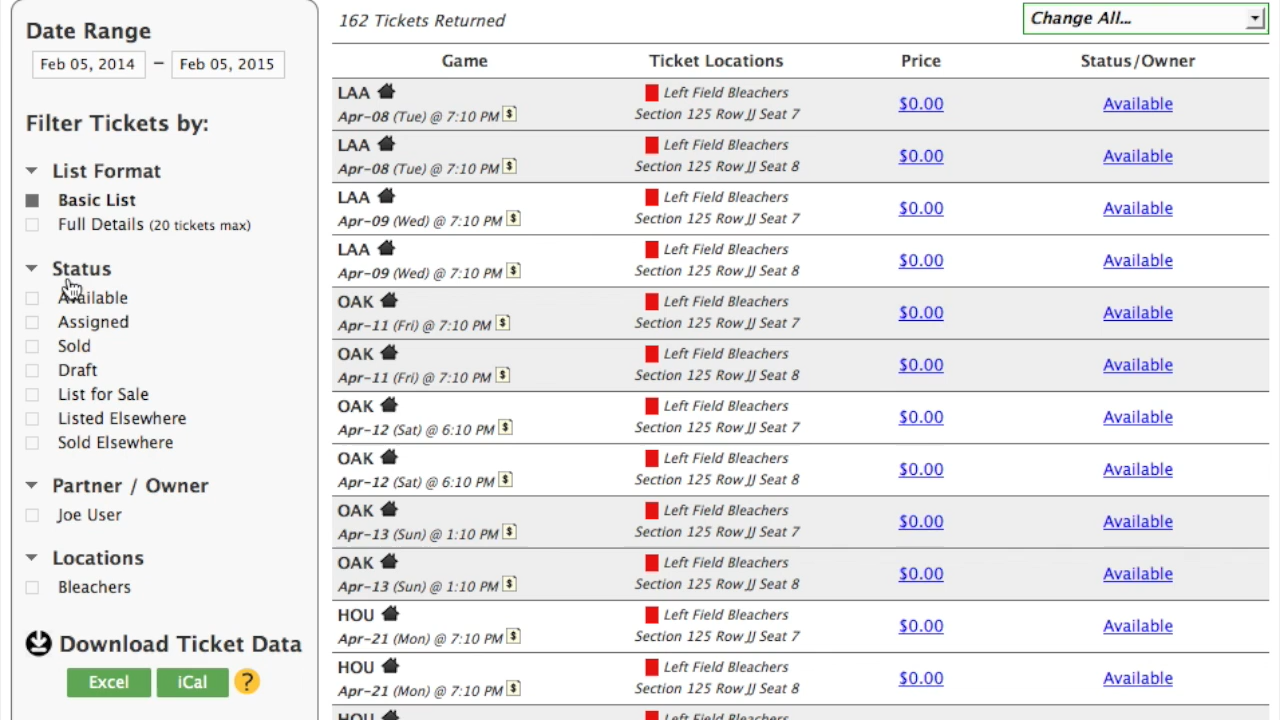 Date Range
Feb 05, 2014 – Feb 05, 2015
Filter Tickets by:
List Format
Basic List
Full Details (20 tickets max)
Status
Available
Assigned
Sold
Draft
List for Sale
Listed Elsewhere
Sold Elsewhere
Partner / Owner
Joe User
Locations
Bleachers
Download Ticket Data
Excel iCal ?
162 Tickets Returned
Change All...
Game Ticket Locations Price Status/Owner
LAA Left Field Bleachers
Apr-08 (Tue) @ 7:10 PM $ Section 125 Row JJ Seat 7 $0.00 Available
LAA Left Field Bleachers
Apr-08 (Tue) @ 7:10 PM $ Section 125 Row JJ Seat 8 $0.00 Available
LAA Left Field Bleachers
Apr-09 (Wed) @ 7:10 PM $ Section 125 Row JJ Seat 7 $0.00 Available
LAA Left Field Bleachers
Apr-09 (Wed) @ 7:10 PM $ Section 125 Row JJ Seat 8 $0.00 Available
OAK Left Field Bleachers
Apr-11 (Fri) @ 7:10 PM $ Section 125 Row JJ Seat 7 $0.00 Available
OAK Left Field Bleachers
Apr-11 (Fri) @ 7:10 PM $ Section 125 Row JJ Seat 8 $0.00 Available
OAK Left Field Bleachers
Apr-12 (Sat) @ 6:10 PM $ Section 125 Row JJ Seat 7 $0.00 Available
OAK Left Field Bleachers
Apr-12 (Sat) @ 6:10 PM $ Section 125 Row JJ Seat 8 $0.00 Available
OAK Left Field Bleachers
Apr-13 (Sun) @ 1:10 PM $ Section 125 Row JJ Seat 7 $0.00 Available
OAK Left Field Bleachers
Apr-13 (Sun) @ 1:10 PM $ Section 125 Row JJ Seat 8 $0.00 Available
HOU Left Field Bleachers
Apr-21 (Mon) @ 7:10 PM $ Section 125 Row JJ Seat 7 $0.00 Available
HOU Left Field Bleachers
Apr-21 (Mon) @ 7:10 PM $ Section 125 Row JJ Seat 8 $0.00 Available
HOU Left Field Bleachers